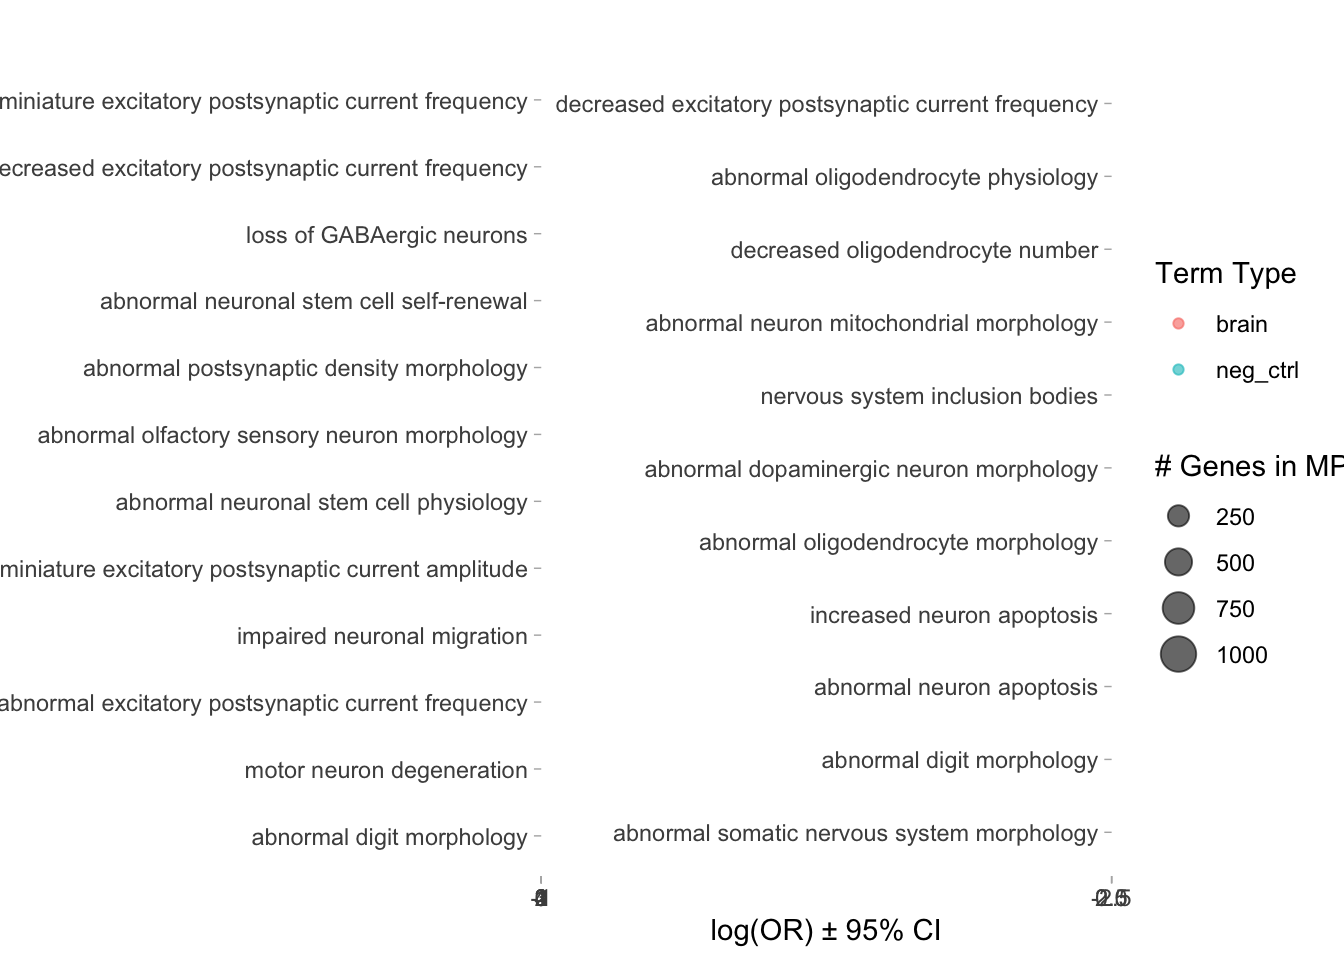 miniature excitatory postsynaptic current frequency
ecreased excitatory postsynaptic current frequency
loss of GABAergic neurons
abnormal neuronal stem cell self-renewal
abnormal postsynaptic density morphology
abnormal olfactory sensory neuron morphology
abnormal neuronal stem cell physiology
miniature excitatory postsynaptic current amplitude
impaired neuronal migration
abnormal excitatory postsynaptic current frequency
motor neuron degeneration
abnormal digit morphology
decreased excitatory postsynaptic current frequency
abnormal oligodendrocyte physiology
decreased oligodendrocyte number
abnormal neuron mitochondrial morphology
nervous system inclusion bodies
abnormal dopaminergic neuron morphology
abnormal oligodendrocyte morphology
increased neuron apoptosis
abnormal neuron apoptosis
abnormal digit morphology
abnormal somatic nervous system morphology
log(OR) ± 95% CI
Term Type
brain
neg_ctrl
# Genes in MP
250
500
750
1000